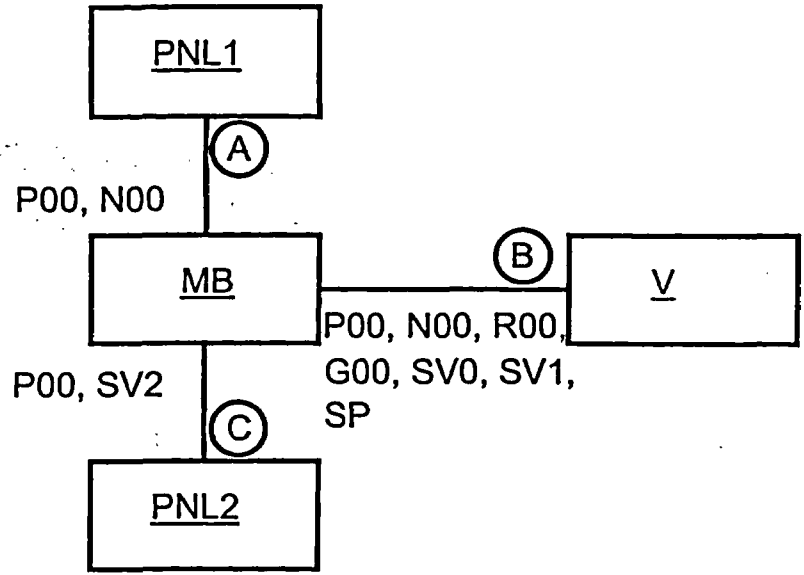 PNL1
A
P00, N00
MB
B
V
P00, N00, R00,
G00, SV0, SV1,
SP
P00, SV2
C
PNL2